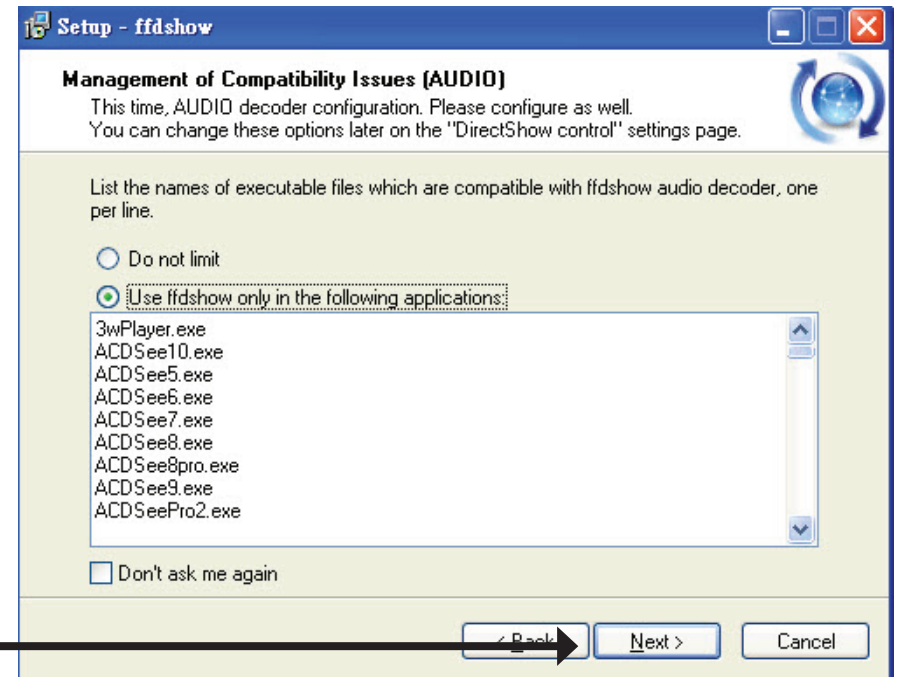 Setup - ffdshow
Management of Compatibility Issues (AUDIO)
This time, AUDIO decoder configuration. Please configure as well.
You can change these options later on the "DirectShow control" settings page.
List the names of executable files which are compatible with ffdshow audio decoder, one
per line.
Do not limit
Use ffdshow only in the following applications:
3wPlayer.exe
ACDSee10.exe
ACDSee5.exe
ACDSee6.exe
ACDSee7.exe
ACDSee8.exe
ACDSee8pro.exe
ACDSee9.exe
ACDSeePro2.exe
Don't ask me again
< Back Next > Cancel